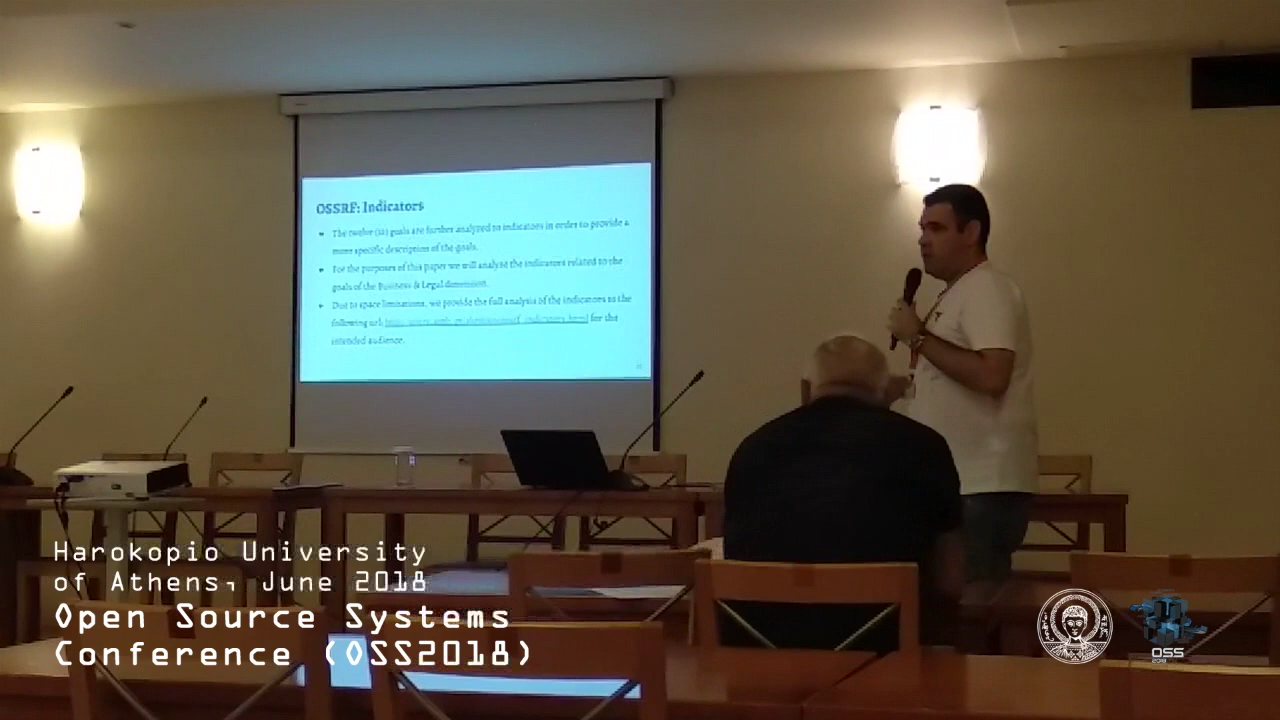 OSSRF: Indicators
• The twelve (12) goals are further analyzed to indicators in order to provide a
more specific description of the goals.
• For the purposes of this paper we will analyze the indicators related to the
goals of the Business & Legal dimension.
• Due to space limitations, we provide the full analysis of the indicators to the
following url: for the
intended audience.
Harokopio University
of Athens, June 2018
Open Source Systems
Conference (OSS2018)
OSS
2018